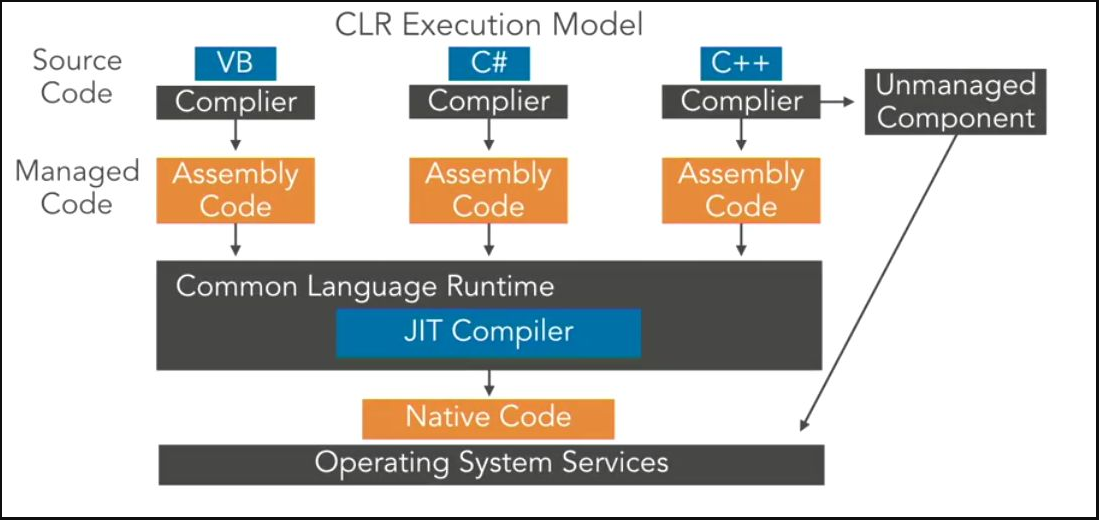 CLR Execution Model
Source
Code
VB
C#
C++
Complier
Complier
Complier
Unmanaged
Component
Managed
Code
Assembly
Code
Assembly
Code
Assembly
Code
Common Language Runtime
JIT Compiler
Native Code
Operating System Services